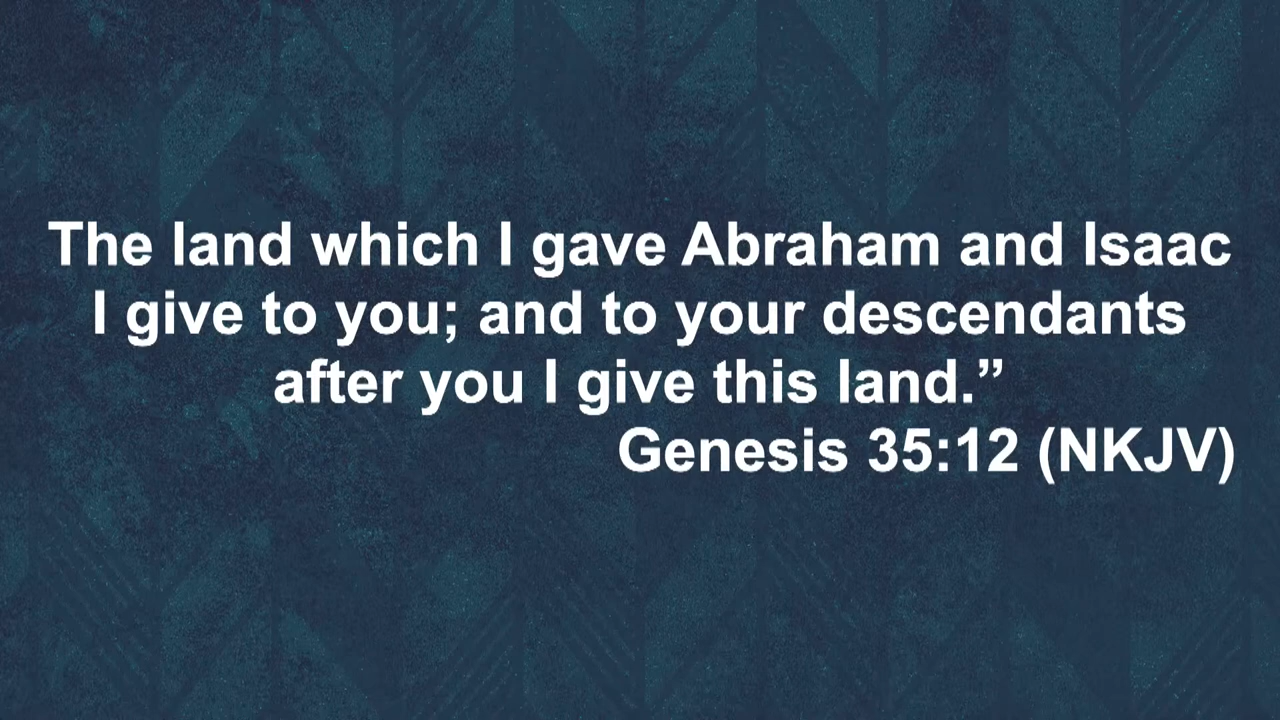 The land which I gave Abraham and Isaac
I give to you; and to your descendants
after you I give this land.”
Genesis 35:12 (NKJV)